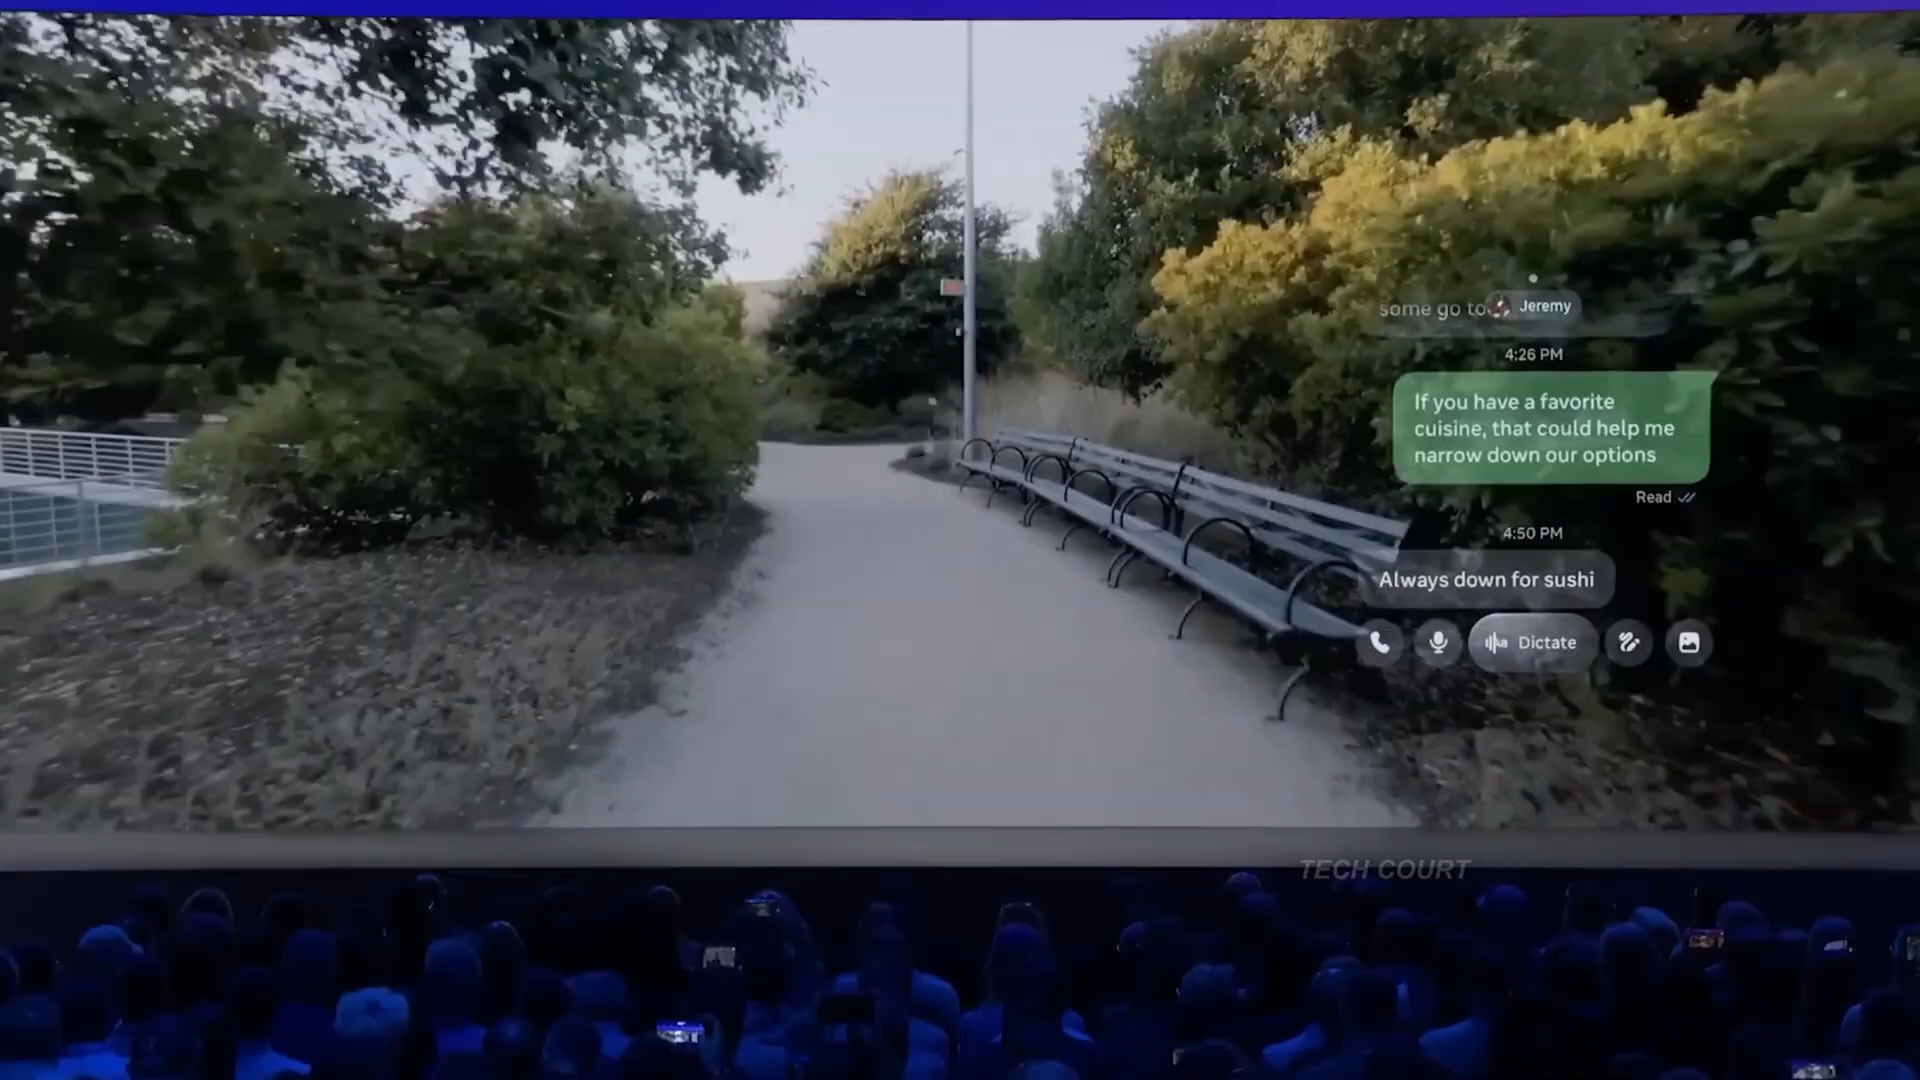 some go to
Jeremy
4:26 PM
If you have a favorite
cuisine, that could help me
narrow down our options
Read
4:50 PM
Always down for sushi
Dictate
TECH COURT